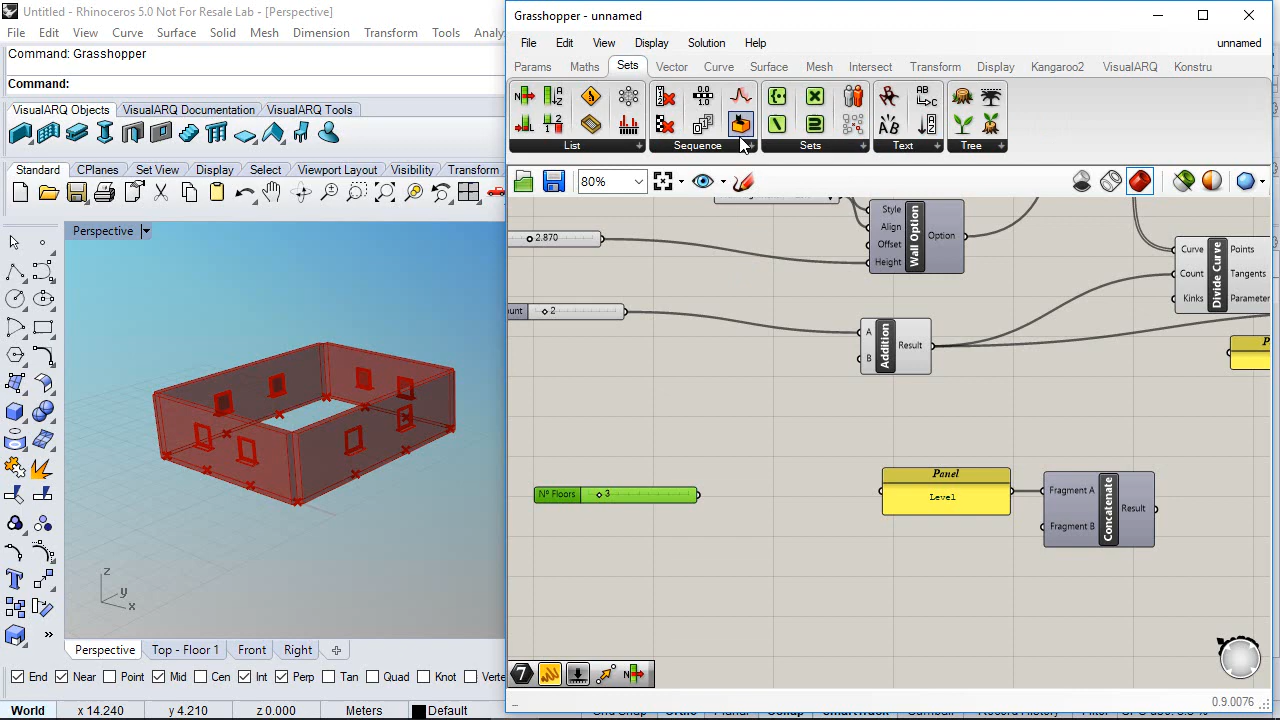 Untitled - Rhinoceros 5.0 Not For Resale Lab - [Perspective]
File Edit View Curve Surface Solid Mesh Dimension Transform Tools Analy
Command: Grasshopper
Command:
VisualARQ Objects VisualARQ Documentation VisualARQ Tools
Standard CPlanes Set View Display Select Viewport Layout Visibility Transform
Perspective
z
y
x
Perspective Top - Floor 1 Front Right
End Near Point Mid Cen Int Perp Tan Quad Knot Verte
World x 14.240 y 4.210 z 0.000 Meters Default
Grasshopper - unnamed
File Edit View Display Solution Help unnamed
Params Maths Sets Vector Curve Surface Mesh Intersect Transform Display Kangaroo2 VisualARQ Konstru
List Sequence Sets Text Tree
80%
Style
Align
Offset
Height
Wall Option
Option
2.870
Curve
Count
Kinks
Divide Curve
Points
Tangents
Parameter
unt 2
A
B
Addition
Result
P
Nº Floors 3
Panel
Level
Fragment A
Fragment B
Concatenate
Result
...
0.9.0076